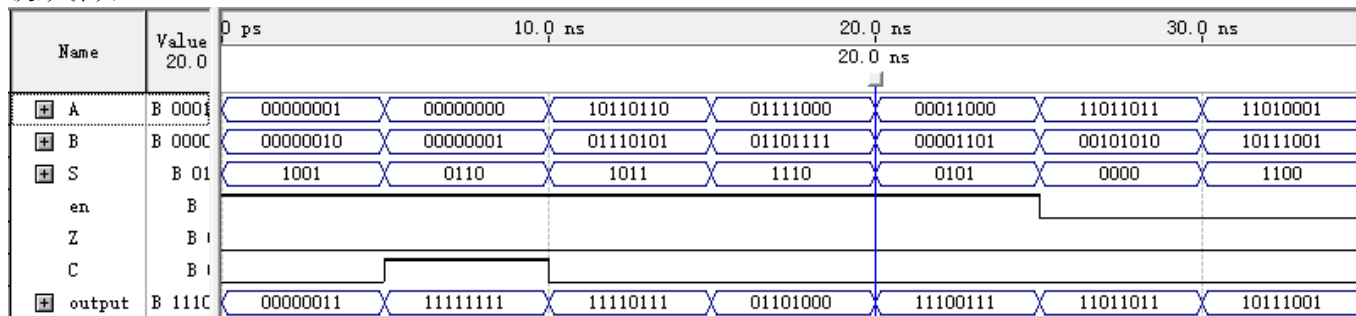 Name Value 20.0 0 ps 10.0 ns 20.0 ns 30.0 ns
20.0 ns
A B 0001 00000001 00000000 10110110 01111000 00011000 11011011 11010001
B B 0000 00000010 00000001 01110101 01101111 00001101 00101010 10111001
S B 01 1001 0110 1011 1110 0101 0000 1100
en B
Z B
C B
output B 1110 00000011 11111111 11110111 01101000 11100111 11011011 10111001